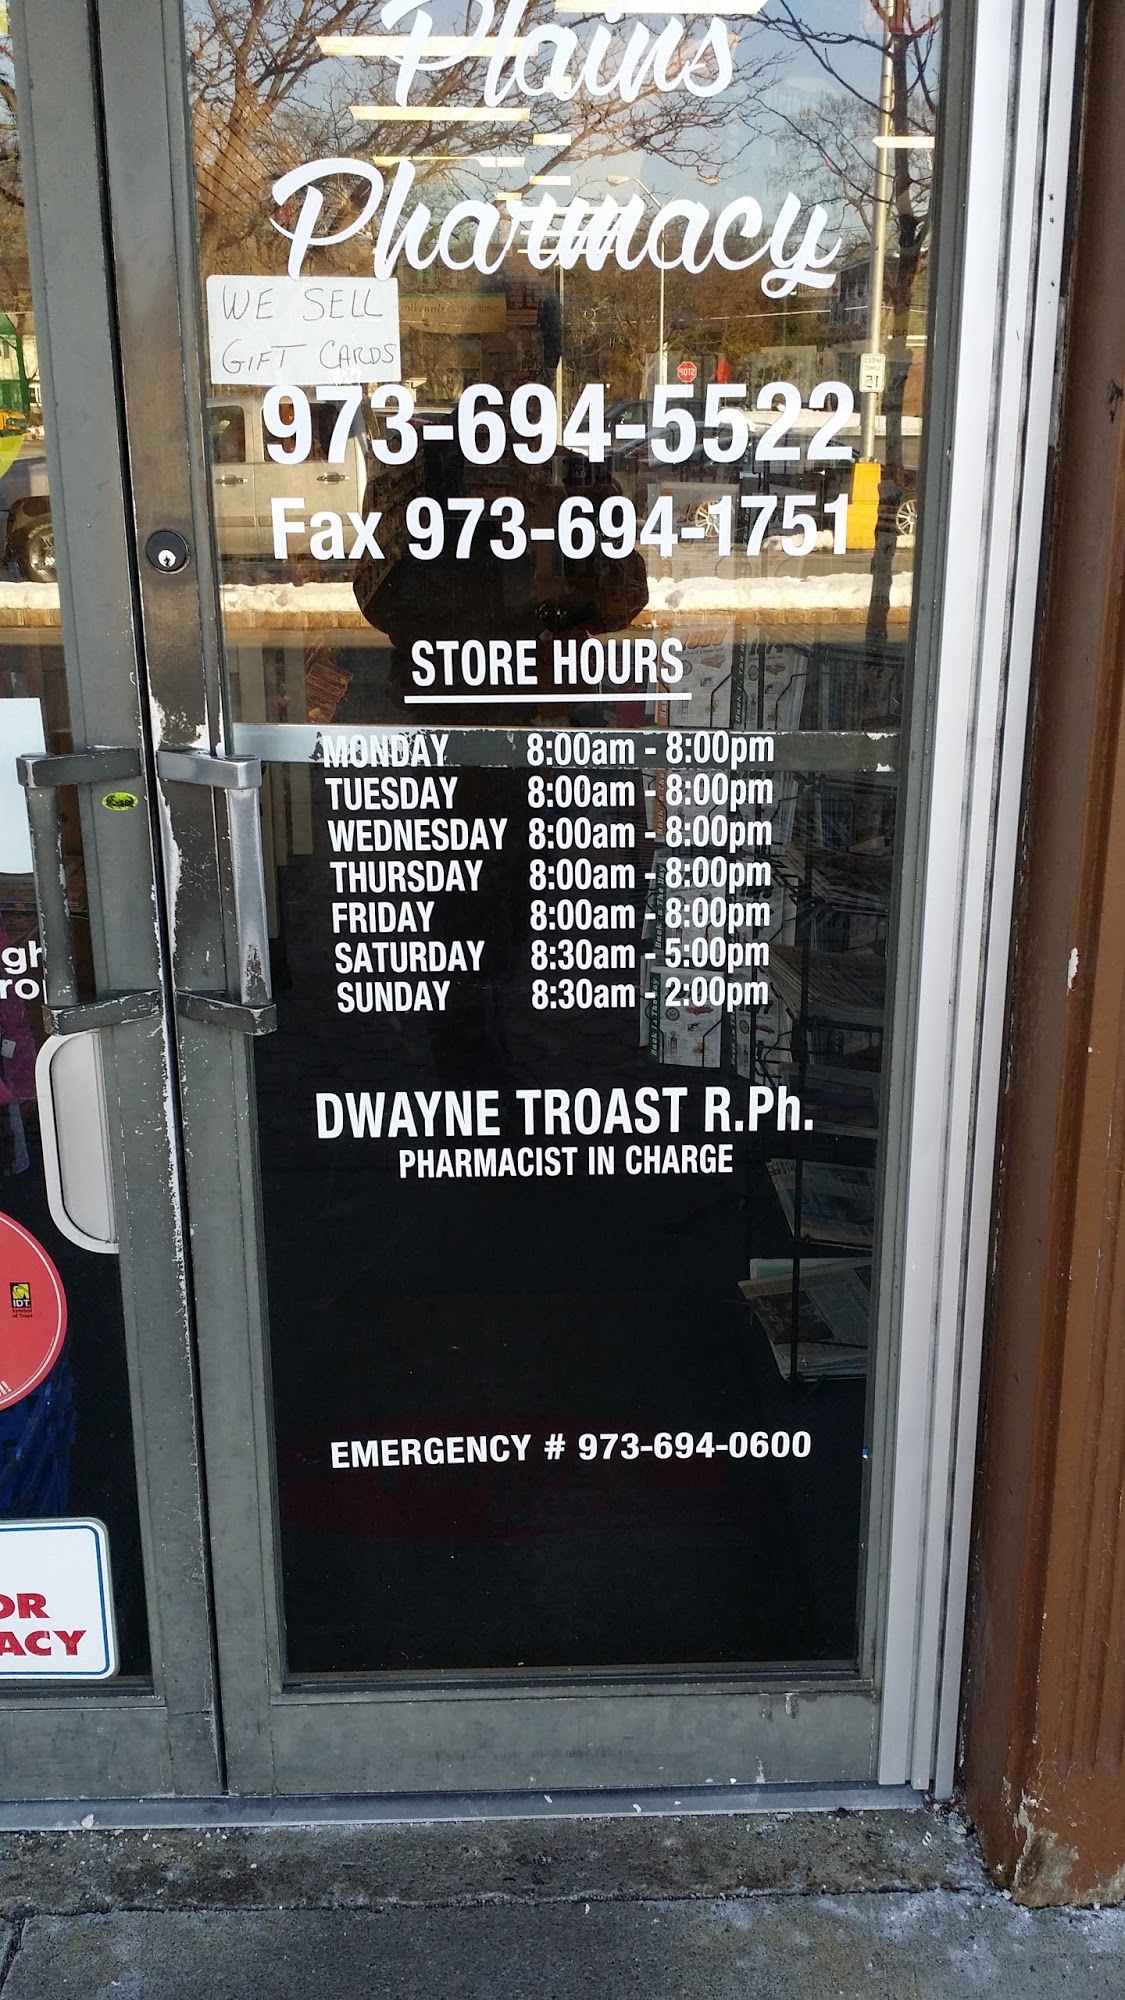 Plains
Pharmacy
WE SELL
GIFT CARDS
973-694-5522
Fax 973-694-1751
STORE HOURS
MONDAY 8:00am - 8:00pm
TUESDAY 8:00am - 8:00pm
WEDNESDAY 8:00am - 8:00pm
THURSDAY 8:00am - 8:00pm
FRIDAY 8:00am - 8:00pm
SATURDAY 8:30am - 5:00pm
SUNDAY 8:30am - 2:00pm
DWAYNE TROAST R.Ph.
PHARMACIST IN CHARGE
EMERGENCY # 973-694-0600
IDT
OR
ACY